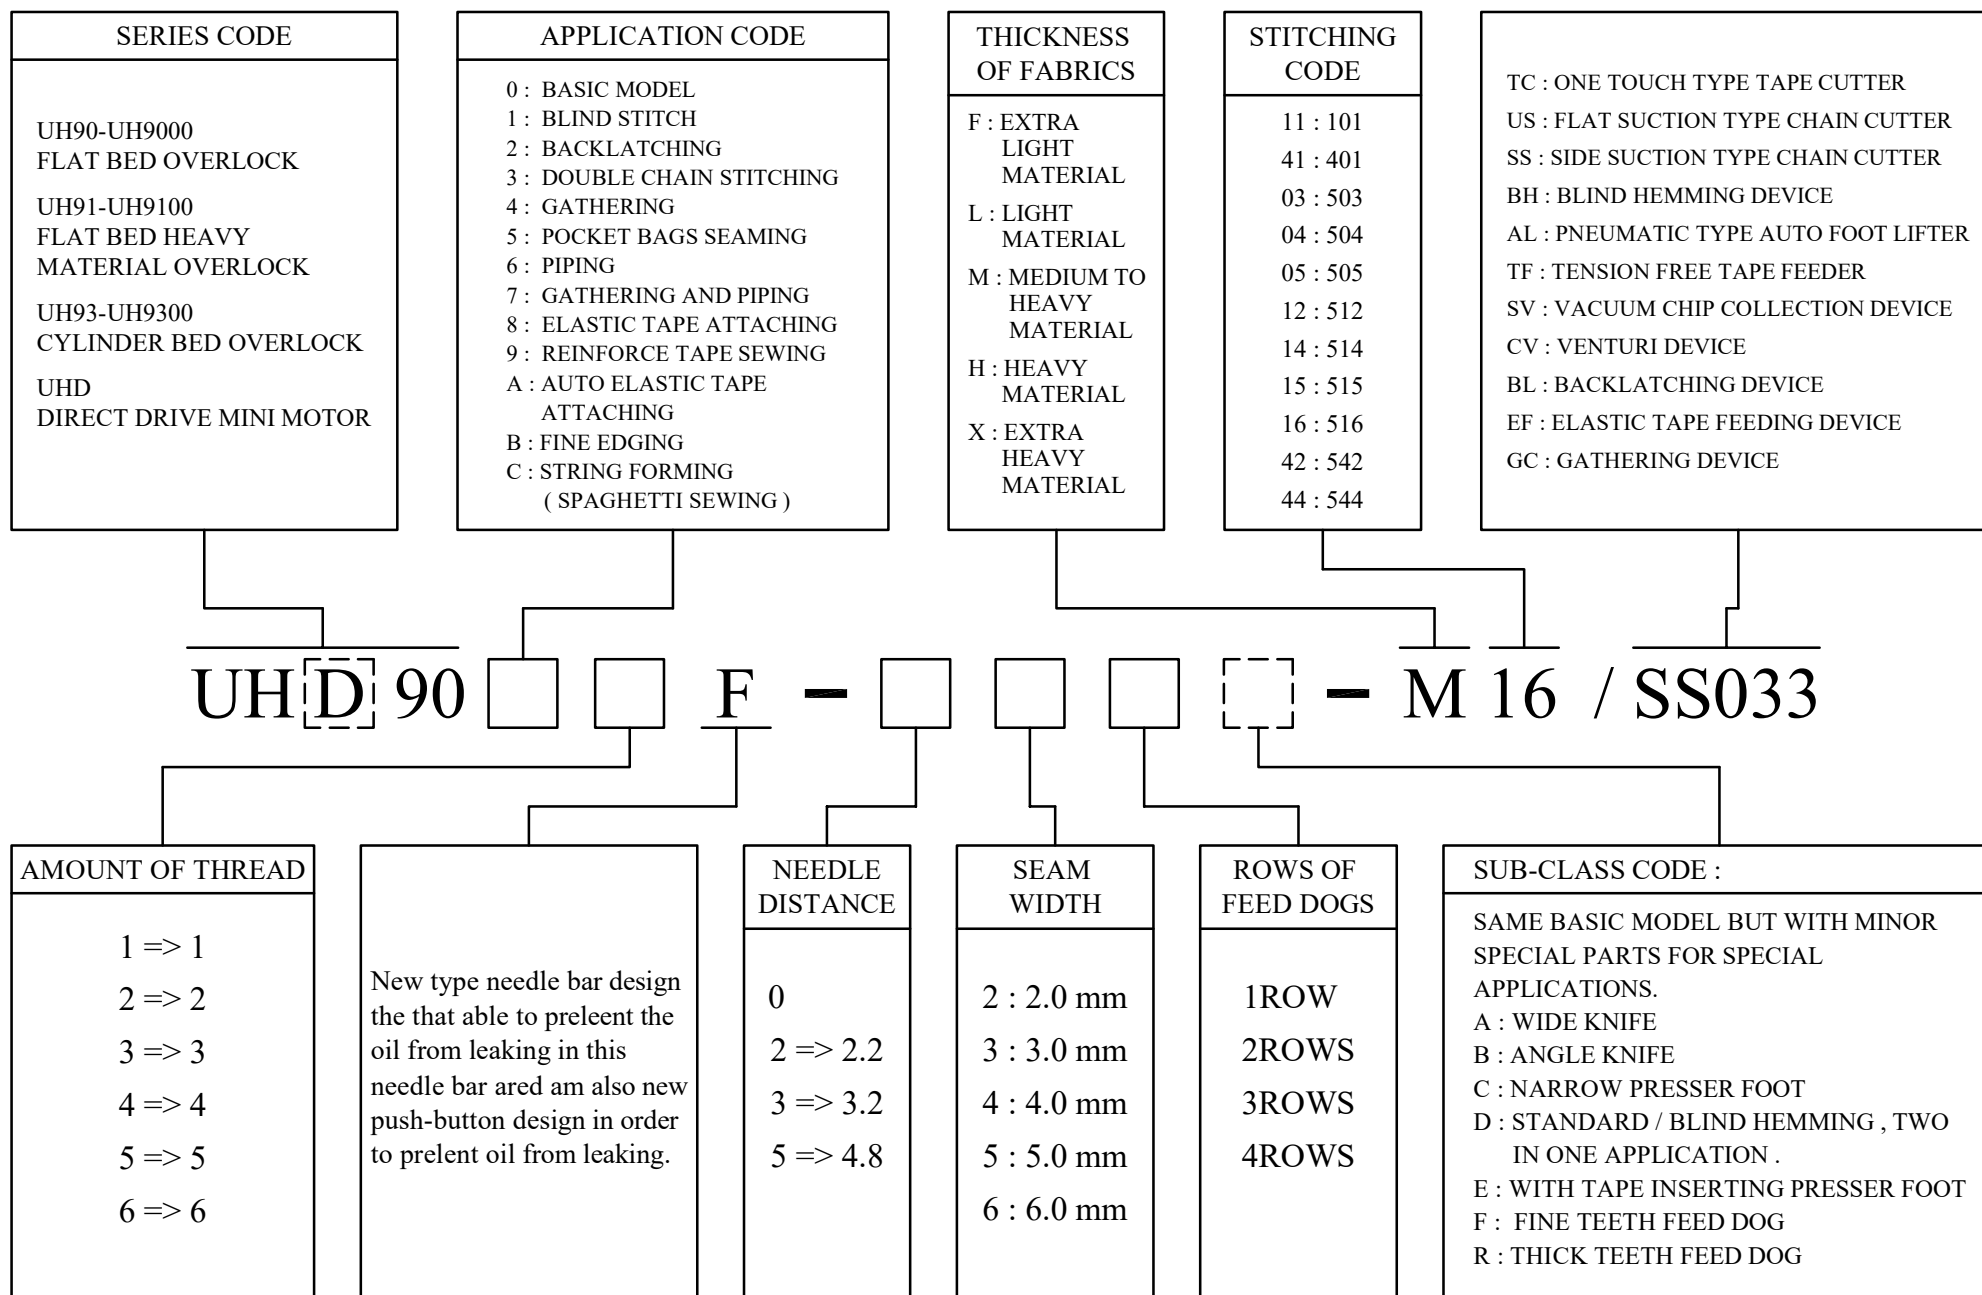 SERIES CODE
UH90-UH9000
FLAT BED OVERLOCK
UH91-UH9100
FLAT BED HEAVY
MATERIAL OVERLOCK
UH93-UH9300
CYLINDER BED OVERLOCK
UHD
DIRECT DRIVE MINI MOTOR
APPLICATION CODE
0 : BASIC MODEL
1 : BLIND STITCH
2 : BACKLATCHING
3 : DOUBLE CHAIN STITCHING
4 : GATHERING
5 : POCKET BAGS SEAMING
6 : PIPING
7 : GATHERING AND PIPING
8 : ELASTIC TAPE ATTACHING
9 : REINFORCE TAPE SEWING
A : AUTO ELASTIC TAPE
ATTACHING
B : FINE EDGING
C : STRING FORMING
( SPAGHETTI SEWING )
THICKNESS
OF FABRICS
F : EXTRA
LIGHT
MATERIAL
L : LIGHT
MATERIAL
M : MEDIUM TO
HEAVY
MATERIAL
H : HEAVY
MATERIAL
X : EXTRA
HEAVY
MATERIAL
STITCHING
CODE
11 : 101
41 : 401
03 : 503
04 : 504
05 : 505
12 : 512
14 : 514
15 : 515
16 : 516
42 : 542
44 : 544
TC : ONE TOUCH TYPE TAPE CUTTER
US : FLAT SUCTION TYPE CHAIN CUTTER
SS : SIDE SUCTION TYPE CHAIN CUTTER
BH : BLIND HEMMING DEVICE
AL : PNEUMATIC TYPE AUTO FOOT LIFTER
TF : TENSION FREE TAPE FEEDER
SV : VACUUM CHIP COLLECTION DEVICE
CV : VENTURI DEVICE
BL : BACKLATCHING DEVICE
EF : ELASTIC TAPE FEEDING DEVICE
GC : GATHERING DEVICE
UH D 90 F - - M 16 / SS033
AMOUNT OF THREAD
1 => 1
2 => 2
3 => 3
4 => 4
5 => 5
6 => 6
New type needle bar design
the that able to preleent the
oil from leaking in this
needle bar ared am also new
push-button design in order
to prelent oil from leaking.
NEEDLE
DISTANCE
0
2 => 2.2
3 => 3.2
5 => 4.8
SEAM
WIDTH
2 : 2.0 mm
3 : 3.0 mm
4 : 4.0 mm
5 : 5.0 mm
6 : 6.0 mm
ROWS OF
FEED DOGS
1ROW
2ROWS
3ROWS
4ROWS
SUB-CLASS CODE :
SAME BASIC MODEL BUT WITH MINOR
SPECIAL PARTS FOR SPECIAL
APPLICATIONS.
A : WIDE KNIFE
B : ANGLE KNIFE
C : NARROW PRESSER FOOT
D : STANDARD / BLIND HEMMING , TWO
IN ONE APPLICATION .
E : WITH TAPE INSERTING PRESSER FOOT
F : FINE TEETH FEED DOG
R : THICK TEETH FEED DOG